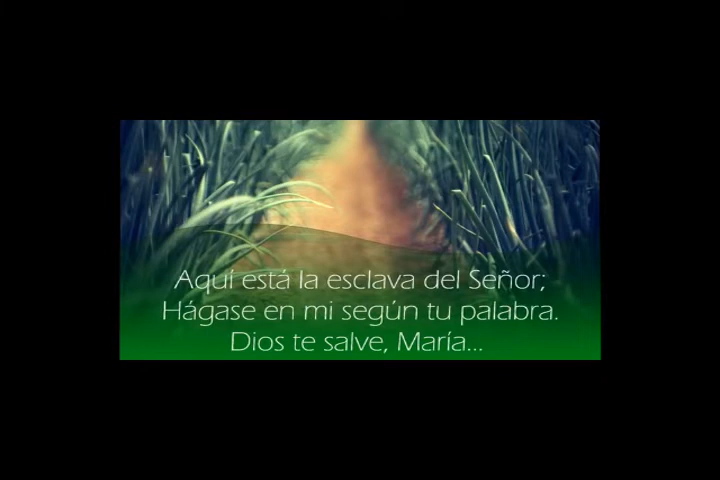 Aquí está la esclava del Señor;
Hágase en mi según tu palabra.
Dios te salve, María...